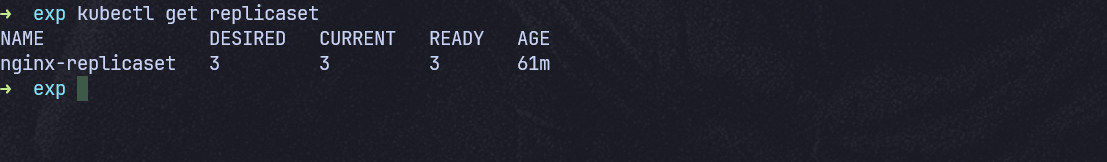 ➜  exp kubectl get replicaset
NAME               DESIRED   CURRENT   READY   AGE
nginx-replicaset   3         3         3       61m
➜  exp